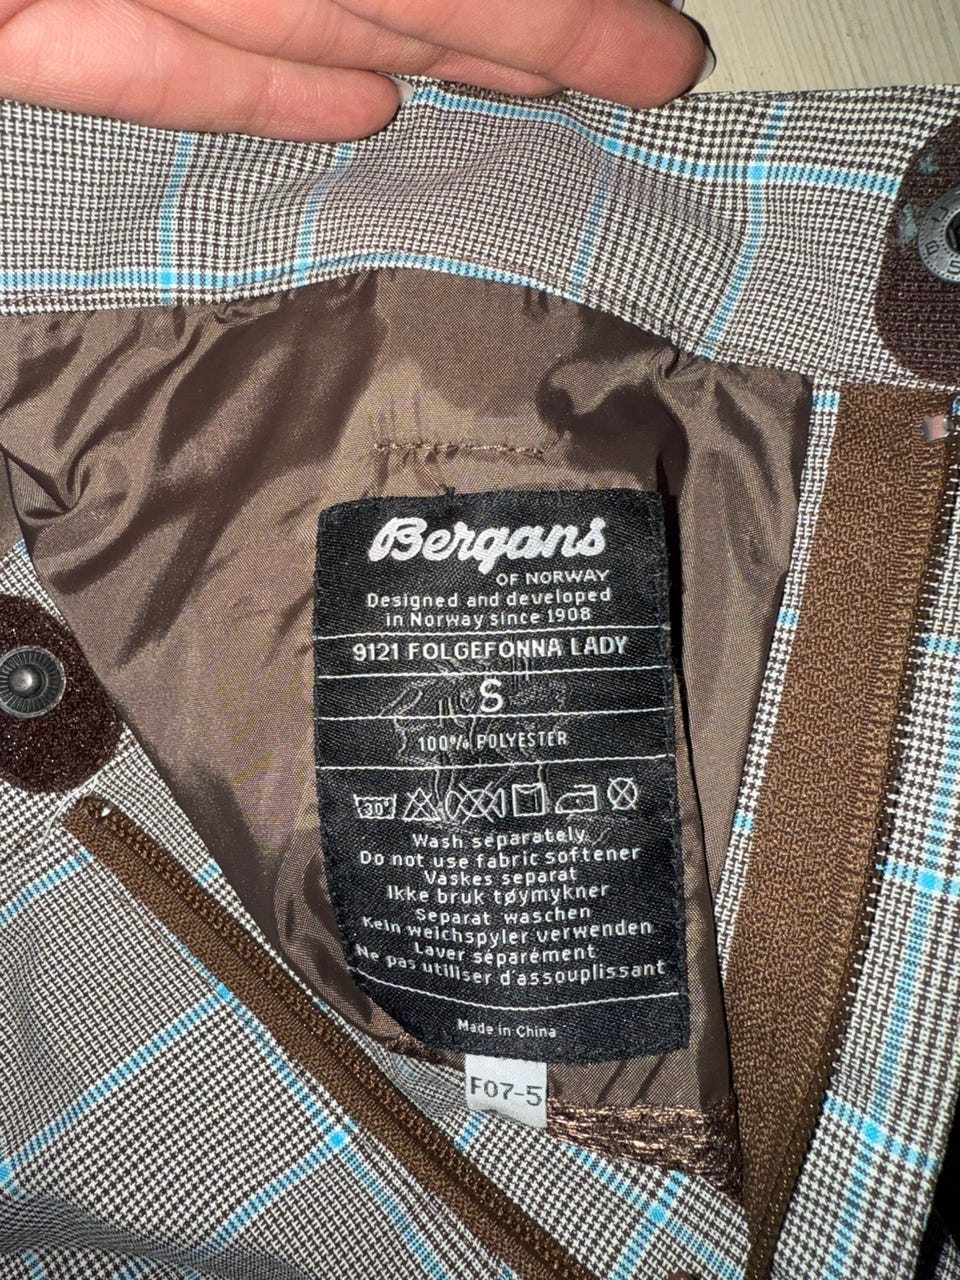 Bergans
OF NORWAY
Designed and developed
in Norway since 1908
9121 FOLGEFONNA LADY
S
100% POLYESTER
30°
Wash separately
Do not use fabric softener
Vaskes separat
Ikke bruk tøymykner
Separat waschen
Kein weichspyler verwenden
Laver séparément
Ne pas utiliser d'assouplissant
Made in China
F07-5